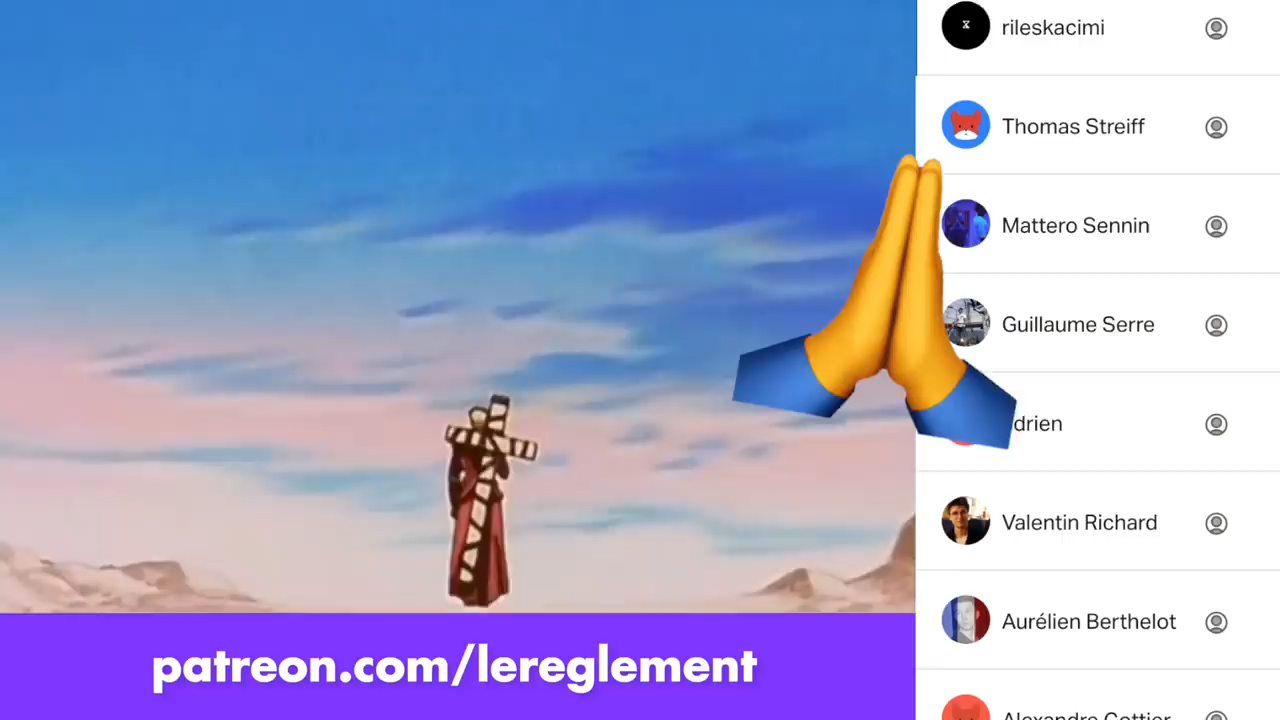 rileskacimi
Thomas Streiff
Mattero Sennin
Guillaume Serre
drien
Valentin Richard
Aurélien Berthelot
patreon.com/lereglement